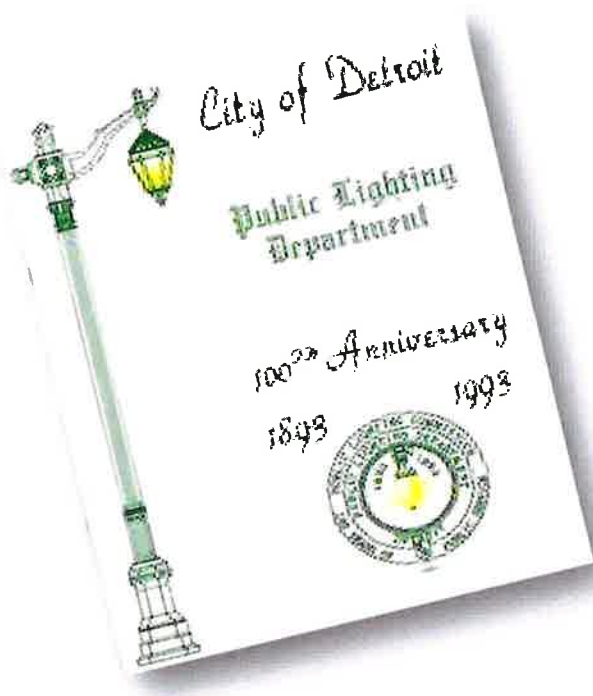 City of Detroit
Public Lighting
Department
100th Anniversary
1893 1993